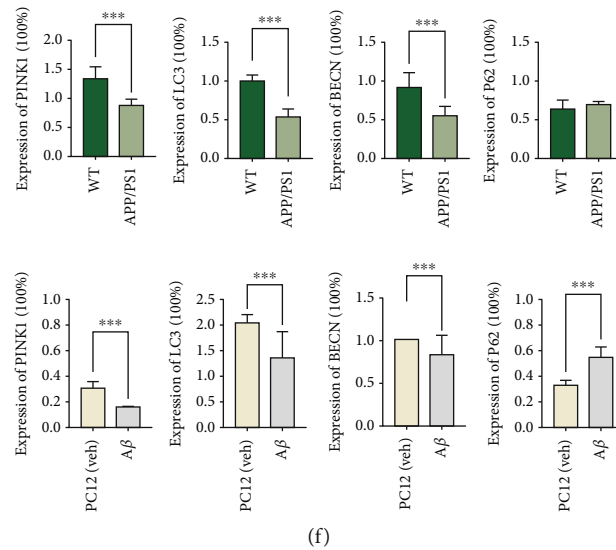 Expression of PINK1 (100%)
2.0
1.5
1.0
1.5
0.0
***
WT
APP/PS1
Expression of LC3 (100%)
1.5
1.0
0.5
0.0
***
WT
APP/PS1
Expression of BECN (100%)
1.5
1.0
0.5
0.0
***
WT
APP/PS1
Expression of P62 (100%)
1.5
1.0
0.5
0.0
WT
APP/PS1
Expression of PINK1 (100%)
1.0
0.8
0.6
0.4
0.2
0.0
***
PC12 (veh)
Aβ
Expression of LC3 (100%)
2.5
2.0
1.5
1.0
0.5
0.0
***
PC12 (veh)
Aβ
Expression of BECN (100%)
1.5
1.0
0.5
0.0
***
PC12 (veh)
Aβ
Expression of P62 (100%)
1.0
0.8
0.6
0.4
0.2
0.0
***
PC12 (veh)
Aβ
(f)